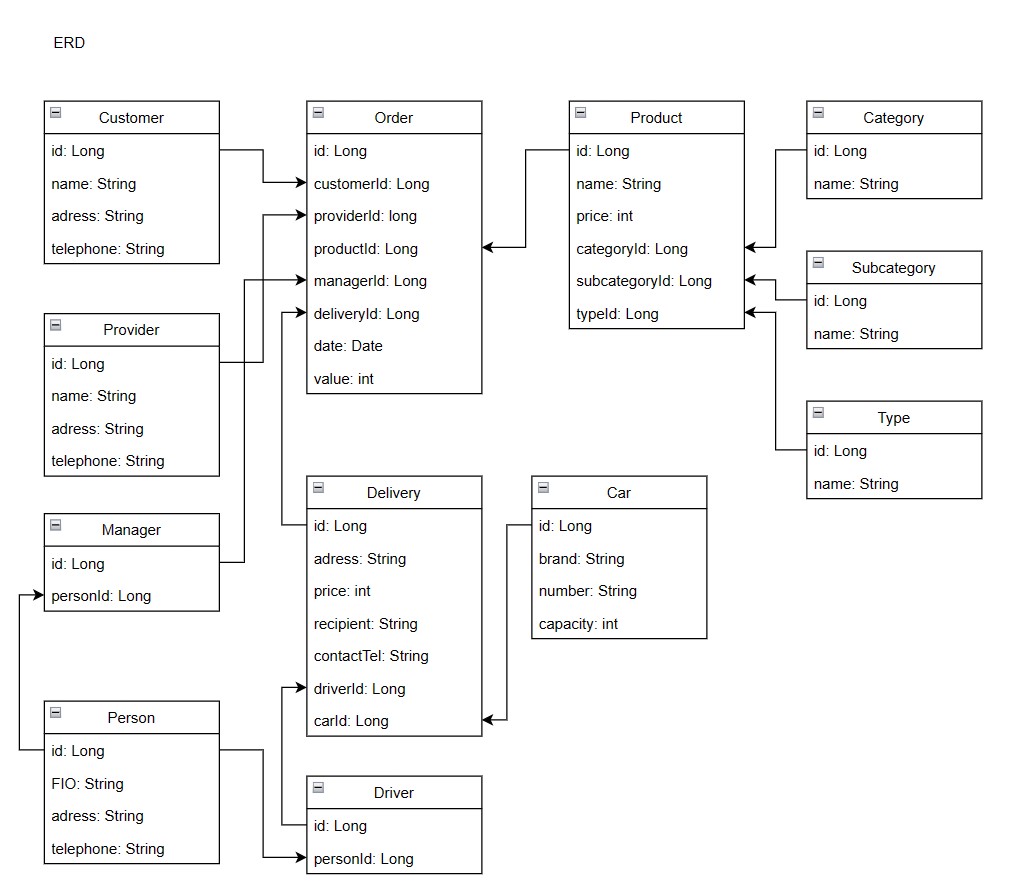 ERD
Customer
id: Long
name: String
adress: String
telephone: String
Order
id: Long
customerId: Long
providerId: long
productId: Long
managerId: Long
deliveryId: Long
date: Date
value: int
Product
id: Long
name: String
price: int
categoryId: Long
subcategoryId: Long
typeId: Long
Category
id: Long
name: String
Subcategory
id: Long
name: String
Type
id: Long
name: String
Provider
id: Long
name: String
adress: String
telephone: String
Manager
id: Long
personId: Long
Delivery
id: Long
adress: String
price: int
recipient: String
contactTel: String
driverId: Long
carId: Long
Car
id: Long
brand: String
number: String
capacity: int
Person
id: Long
FIO: String
adress: String
telephone: String
Driver
id: Long
personId: Long